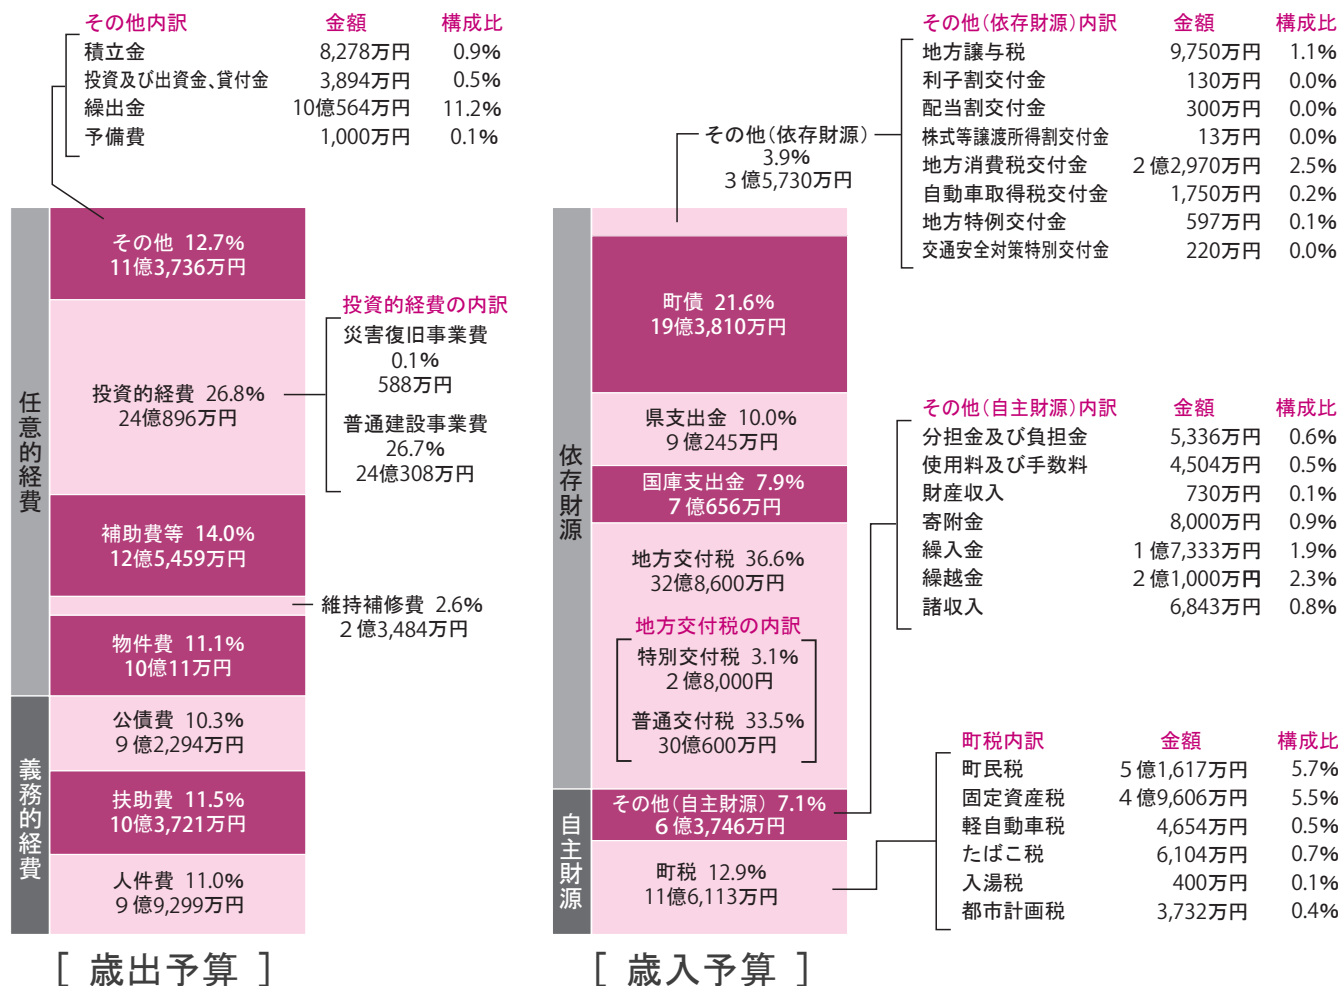 その他内訳 金額 構成比
積立金 8,278万円 0.9%
投資及び出資金、貸付金 3,894万円 0.5%
繰出金 10億564万円 11.2%
予備費 1,000万円 0.1%
その他 12.7%
11億3,736万円
投資的経費 26.8%
24億896万円
投資的経費の内訳
災害復旧事業費
0.1%
588万円
普通建設事業費
26.7%
24億308万円
補助費等 14.0%
12億5,459万円
維持補修費 2.6%
2億3,484万円
物件費 11.1%
10億11万円
公債費 10.3%
9億2,294万円
扶助費 11.5%
10億3,721万円
人件費 11.0%
9億9,299万円
任意的経費
義務的経費
[ 歳出予算 ]
その他(依存財源)
3.9%
3億5,730万円
その他(依存財源)内訳 金額 構成比
地方譲与税 9,750万円 1.1%
利子割交付金 130万円 0.0%
配当割交付金 300万円 0.0%
株式等譲渡所得割交付金 13万円 0.0%
地方消費税交付金 2億2,970万円 2.5%
自動車取得税交付金 1,750万円 0.2%
地方特例交付金 597万円 0.1%
交通安全対策特別交付金 220万円 0.0%
町債 21.6%
19億3,810万円
県支出金 10.0%
9億245万円
国庫支出金 7.9%
7億656万円
地方交付税 36.6%
32億8,600万円
地方交付税の内訳
特別交付税 3.1%
2億8,000円
普通交付税 33.5%
30億600万円
その他(自主財源) 7.1%
6億3,746万円
町税 12.9%
11億6,113万円
依存財源
自主財源
その他(自主財源)内訳 金額 構成比
分担金及び負担金 5,336万円 0.6%
使用料及び手数料 4,504万円 0.5%
財産収入 730万円 0.1%
寄附金 8,000万円 0.9%
繰入金 1億7,333万円 1.9%
繰越金 2億1,000万円 2.3%
諸収入 6,843万円 0.8%
町税内訳 金額 構成比
町民税 5億1,617万円 5.7%
固定資産税 4億9,606万円 5.5%
軽自動車税 4,654万円 0.5%
たばこ税 6,104万円 0.7%
入湯税 400万円 0.1%
都市計画税 3,732万円 0.4%
[ 歳入予算 ]